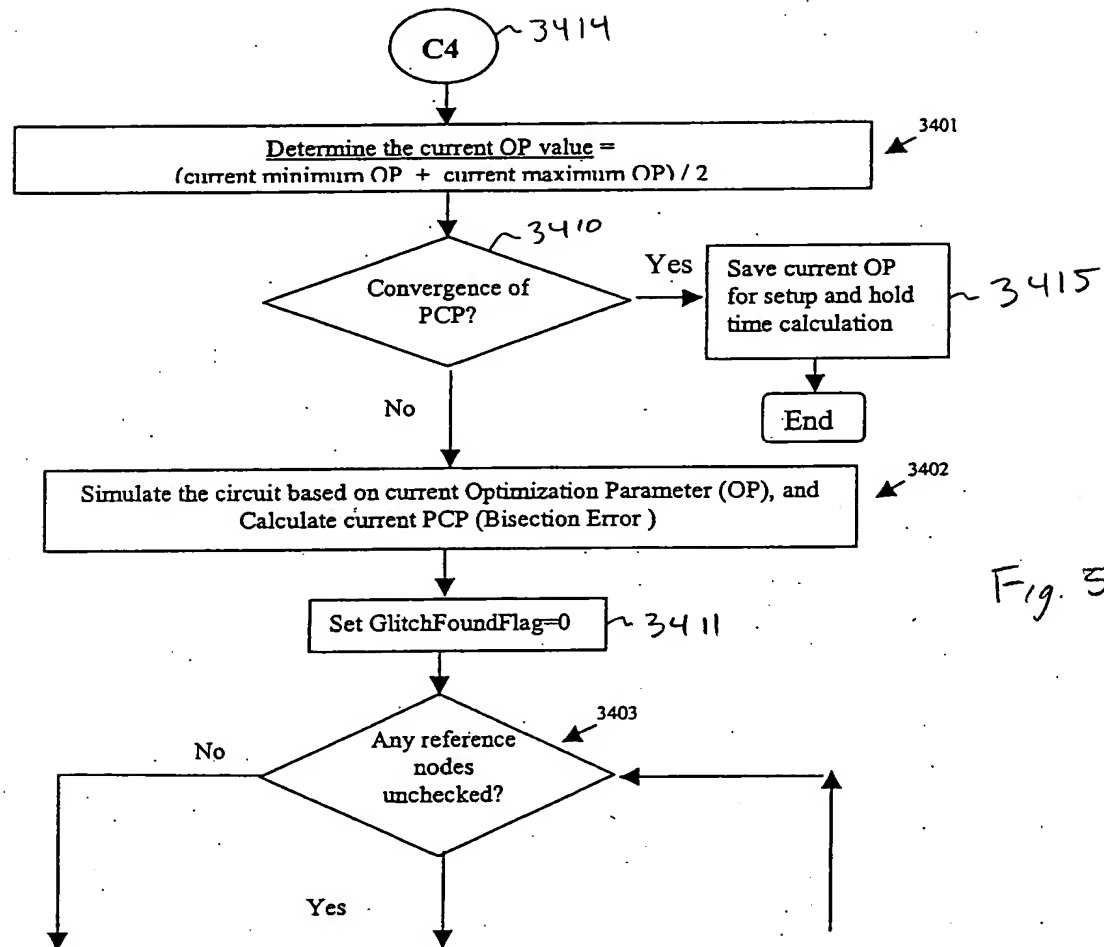 3414
C4
3401
Determine the current OP value =
(current minimum OP + current maximum OP) / 2
3410
Convergence of
PCP?
Yes
Save current OP
for setup and hold
time calculation
3415
No
End
3402
Simulate the circuit based on current Optimization Parameter (OP), and
Calculate current PCP (Bisection Error )
Fig. 5
Set GlitchFoundFlag=0
3411
3403
No
Any reference
nodes
unchecked?
Yes